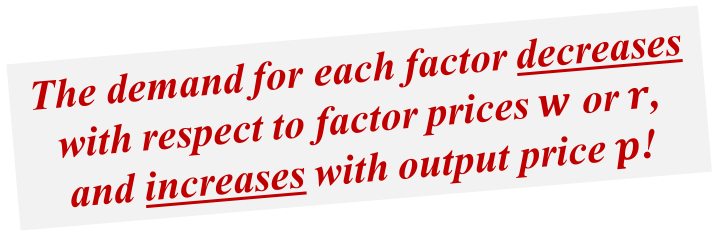 The demand for each factor decreases
with respect to factor prices w or r,
and increases with output price p!